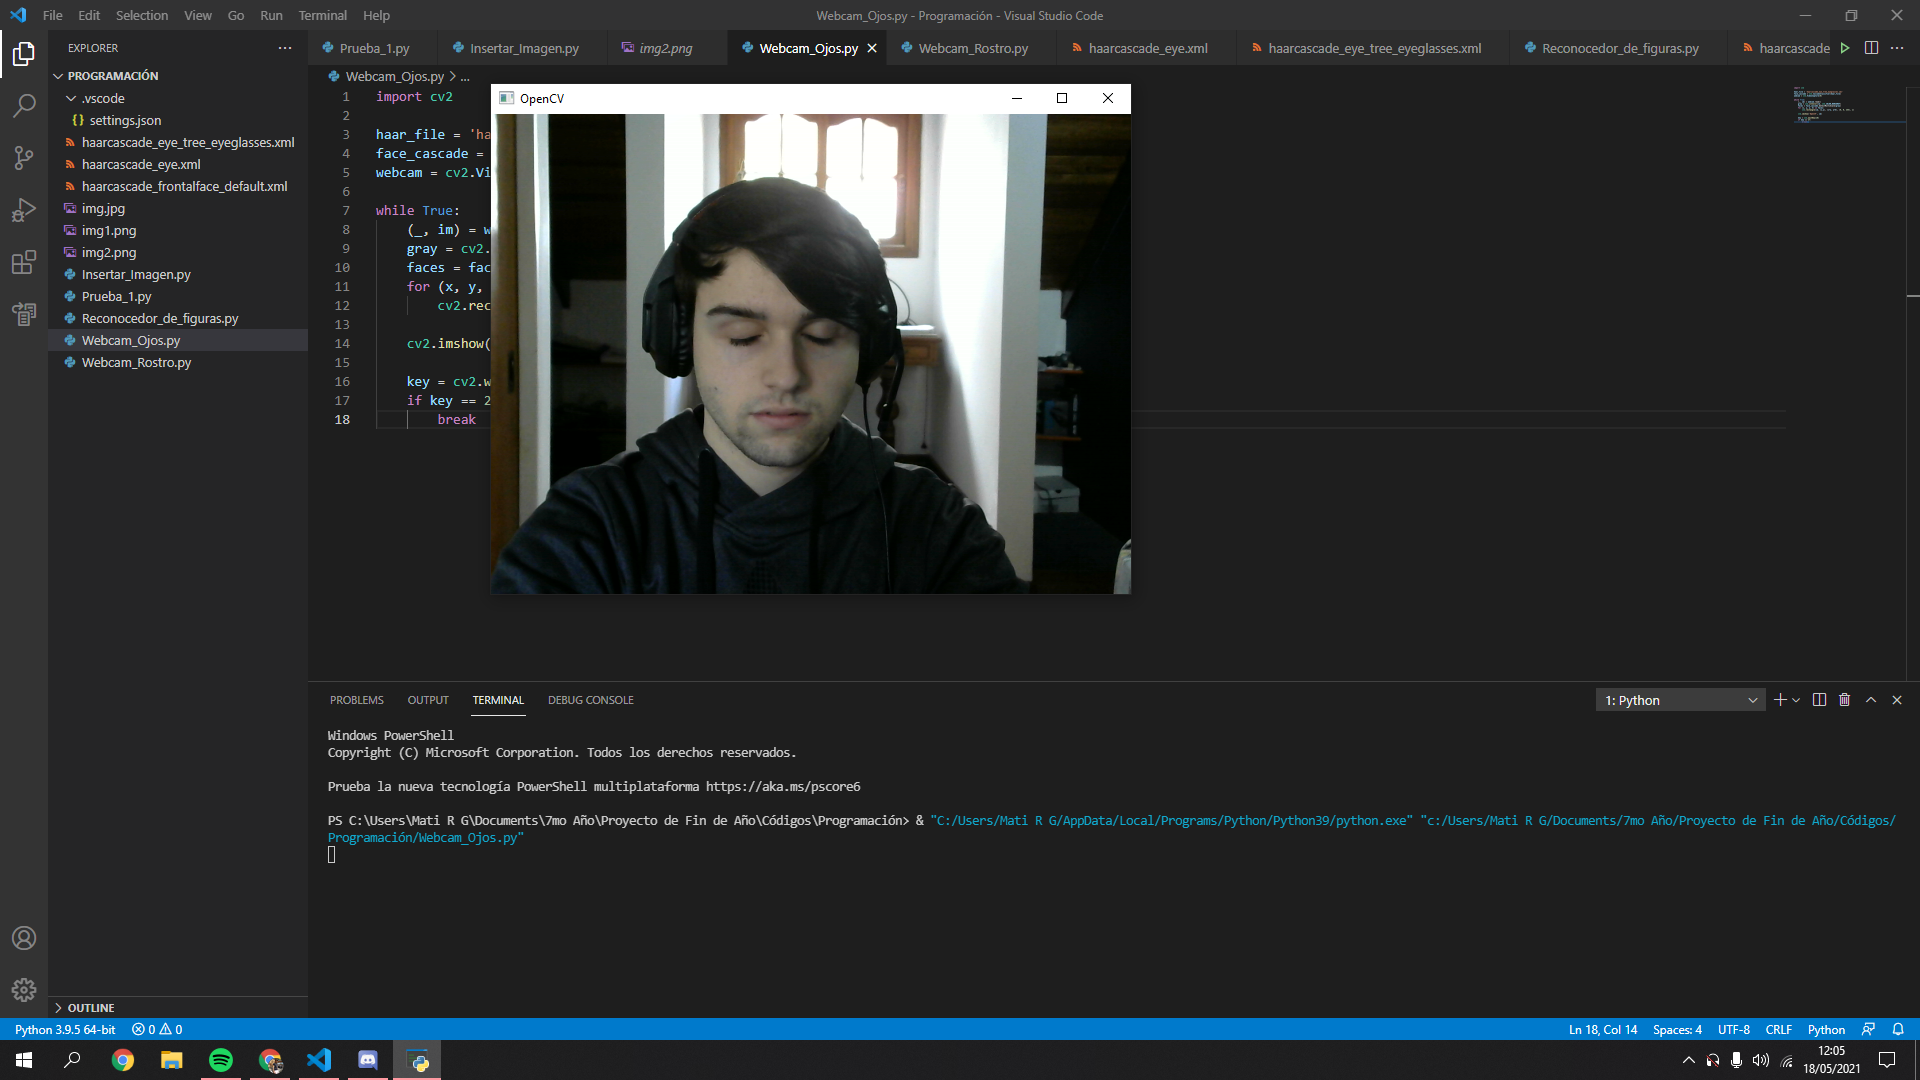 File Edit Selection View Go Run Terminal Help
Webcam_Ojos.py - Programación - Visual Studio Code
EXPLORER
Prueba_1.py Insertar_Imagen.py img2.png Webcam_Ojos.py Webcam_Rostro.py haarcascade_eye.xml haarcascade_eye_tree_eyeglasses.xml Reconocedor_de_figuras.py haarcascade
PROGRAMACIÓN
.vscode
{} settings.json
haarcascade_eye_tree_eyeglasses.xml
haarcascade_eye.xml
haarcascade_frontalface_default.xml
img.jpg
img1.png
img2.png
Insertar_Imagen.py
Prueba_1.py
Reconocedor_de_figuras.py
Webcam_Ojos.py
Webcam_Rostro.py
OUTLINE
Webcam_Ojos.py > ...
1 import cv2
2
3 haar_file = 'ha
4 face_cascade =
5 webcam = cv2.Vi
6
7 while True:
8 (_, im) = w
9 gray = cv2.
10 faces = fac
11 for (x, y,
12 cv2.rec
13
14 cv2.imshow(
15
16 key = cv2.w
17 if key == 2
18 break
OpenCV
PROBLEMS OUTPUT TERMINAL DEBUG CONSOLE
1: Python
Windows PowerShell
Copyright (C) Microsoft Corporation. Todos los derechos reservados.
Prueba la nueva tecnología PowerShell multiplataforma https://aka.ms/pscore6
PS C:\Users\Mati R G\Documents\7mo Año\Proyecto de Fin de Año\Códigos\Programación> & "C:/Users/Mati R G/AppData/Local/Programs/Python/Python39/python.exe" "c:/Users/Mati R G/Documents/7mo Año/Proyecto de Fin de Año/Códigos/
Programación/Webcam_Ojos.py"
Python 3.9.5 64-bit 0 0
Ln 18, Col 14 Spaces: 4 UTF-8 CRLF Python
12:05
18/05/2021